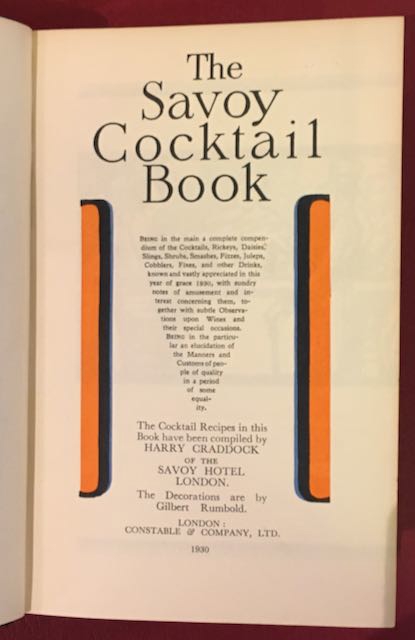 The
Savoy
Cocktail
Book
BEING in the main a complete compen-
dium of the Cocktails, Rickeys, Daisies,
Slings, Shrubs, Smashes, Fizzes, Juleps,
Cobblers, Fixes, and other Drinks,
known and vastly appreciated in this
year of grace 1930, with sundry
notes of amusement and in-
terest concerning them, to-
gether with subtle Observa-
tions upon Wines and
their special occasions.
BEING in the particu-
lar an elucidation of
the Manners and
Customs of peo-
ple of quality
in a period
of some
equal-
ity.
The Cocktail Recipes in this
Book have been compiled by
HARRY CRADDOCK
OF THE
SAVOY HOTEL
LONDON.
The Decorations are by
Gilbert Rumbold.
LONDON :
CONSTABLE & COMPANY, LTD.
1930